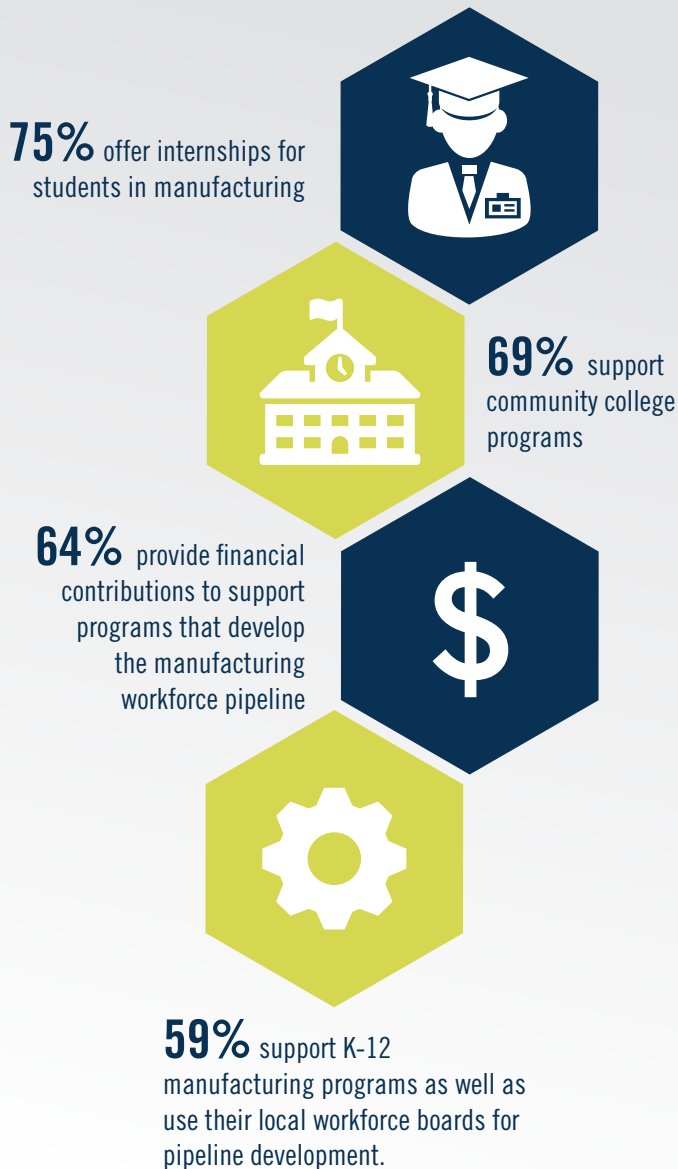 75% offer internships for
students in manufacturing
69% support
community college
programs
64% provide financial
contributions to support
programs that develop
the manufacturing
workforce pipeline
$
59% support K-12
manufacturing programs as well as
use their local workforce boards for
pipeline development.